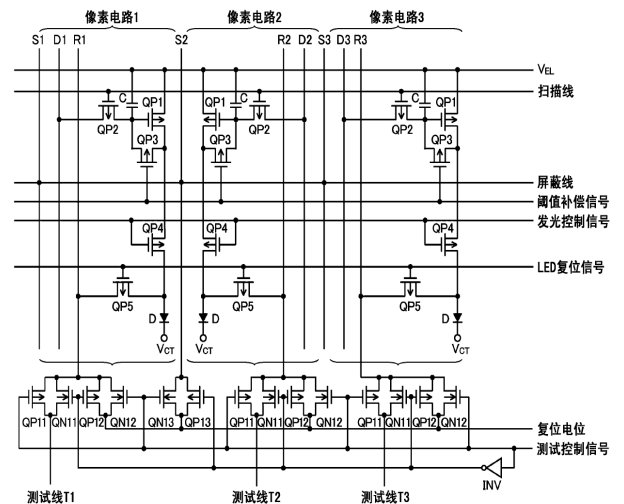 像素电路1 像素电路2 像素电路3
S1 D1 R1 S2 R2 D2 S3 D3 R3
VEL
扫描线
C QP1 QP1 C C QP1
QP2 QP2 QP2
QP3 QP3 QP3
屏蔽线
阈值补偿信号
发光控制信号
QP4 QP4 QP4
LED复位信号
QP5 QP5 QP5
D D D
VCT VCT VCT
QP11 QN11 QP12 QN12 QN13 QP13 QP11 QN11 QP12 QN12 QP11 QN11 QP12 QN12
复位电位
测试控制信号
INV
测试线T1 测试线T2 测试线T3